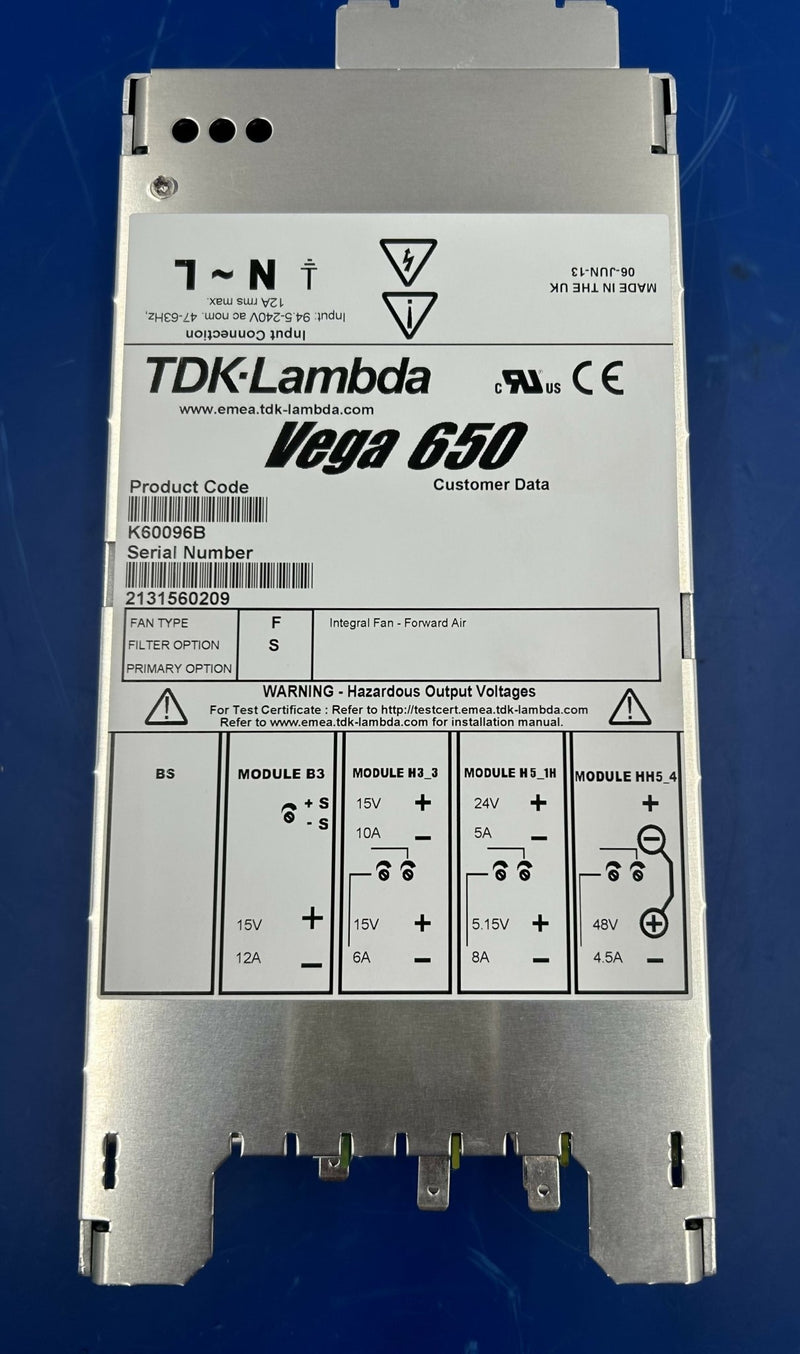 L ~ N
Input Connection
Input: 94.5-240V ac nom. 47-63Hz,
12A rms max.
MADE IN THE UK
06-JUN-13
TDK·Lambda
www.emea.tdk-lambda.com
C RU US CE
Vega 650
Product Code
Customer Data
K60096B
Serial Number
2131560209
FAN TYPE F Integral Fan - Forward Air
FILTER OPTION S
PRIMARY OPTION
WARNING - Hazardous Output Voltages
For Test Certificate : Refer to http://testcert.emea.tdk-lambda.com
Refer to www.emea.tdk-lambda.com for installation manual.
BS
MODULE B3
+ S
- S
15V +
12A -
MODULE H3_3
15V +
10A -
15V +
6A -
MODULE H5_1H
24V +
5A -
5.15V +
8A -
MODULE HH5_4
+
-
48V +
4.5A -